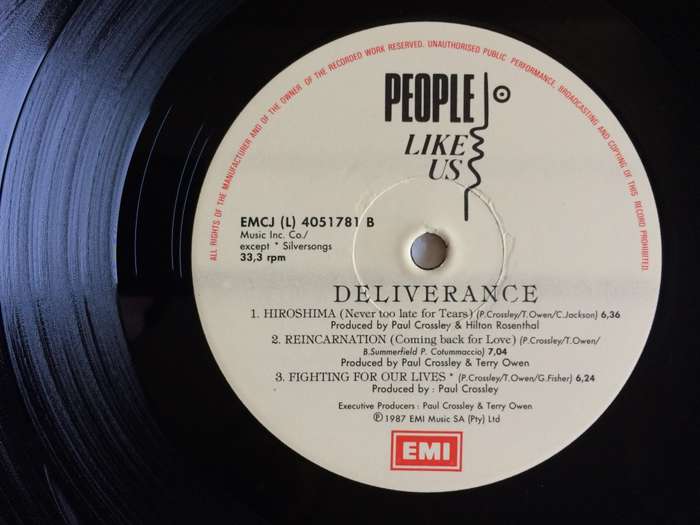 ALL RIGHTS OF THE MANUFACTURER AND OF THE OWNER OF THE RECORDED WORK RESERVED. UNAUTHORISED PUBLIC PERFORMANCE, BROADCASTING AND COPYING OF THIS RECORD PROHIBITED.
PEOPLE
LIKE
US
EMCJ (L) 4051781 B
Music Inc. Co./
except * Silversongs
33,3 rpm
DELIVERANCE
1. HIROSHIMA (Never too late for Tears) (P.Crossley/T.Owen/C.Jackson) 6,36
Produced by Paul Crossley & Hilton Rosenthal
2. REINCARNATION (Coming back for Love) (P.Crossley/T.Owen/
B.Summerfield P. Cotummaccio) 7,04
Produced by Paul Crossley & Terry Owen
3. FIGHTING FOR OUR LIVES * (P.Crossley/T.Owen/G.Fisher) 6,24
Produced by : Paul Crossley
Executive Producers : Paul Crossley & Terry Owen
℗ 1987 EMI Music SA (Pty) Ltd
EMI